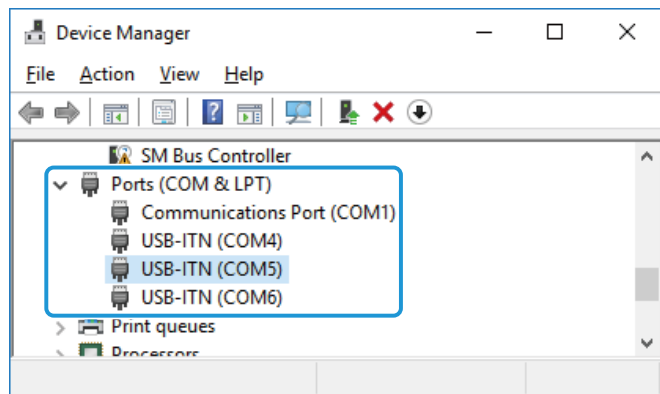 Device Manager
File Action View Help
SM Bus Controller
Ports (COM & LPT)
Communications Port (COM1)
USB-ITN (COM4)
USB-ITN (COM5)
USB-ITN (COM6)
Print queues
Processors